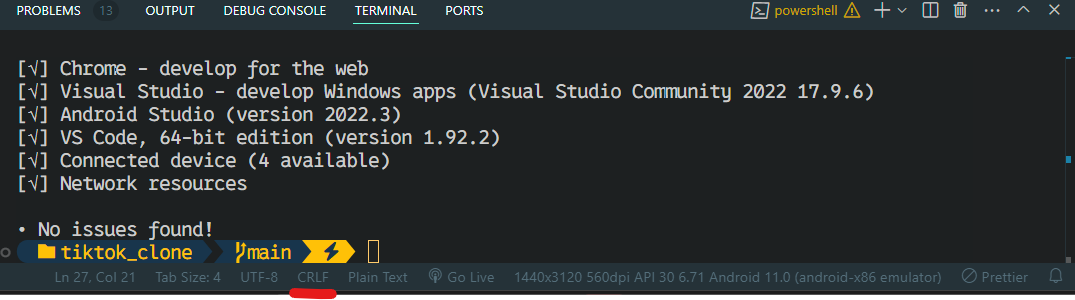 PROBLEMS 13 OUTPUT DEBUG CONSOLE TERMINAL PORTS powershell
[√] Chrome - develop for the web
[√] Visual Studio - develop Windows apps (Visual Studio Community 2022 17.9.6)
[√] Android Studio (version 2022.3)
[√] VS Code, 64-bit edition (version 1.92.2)
[√] Connected device (4 available)
[√] Network resources
• No issues found!
tiktok_clone main
Ln 27, Col 21 Tab Size: 4 UTF-8 CRLF Plain Text Go Live 1440x3120 560dpi API 30 6.71 Android 11.0 (android-x86 emulator) Prettier